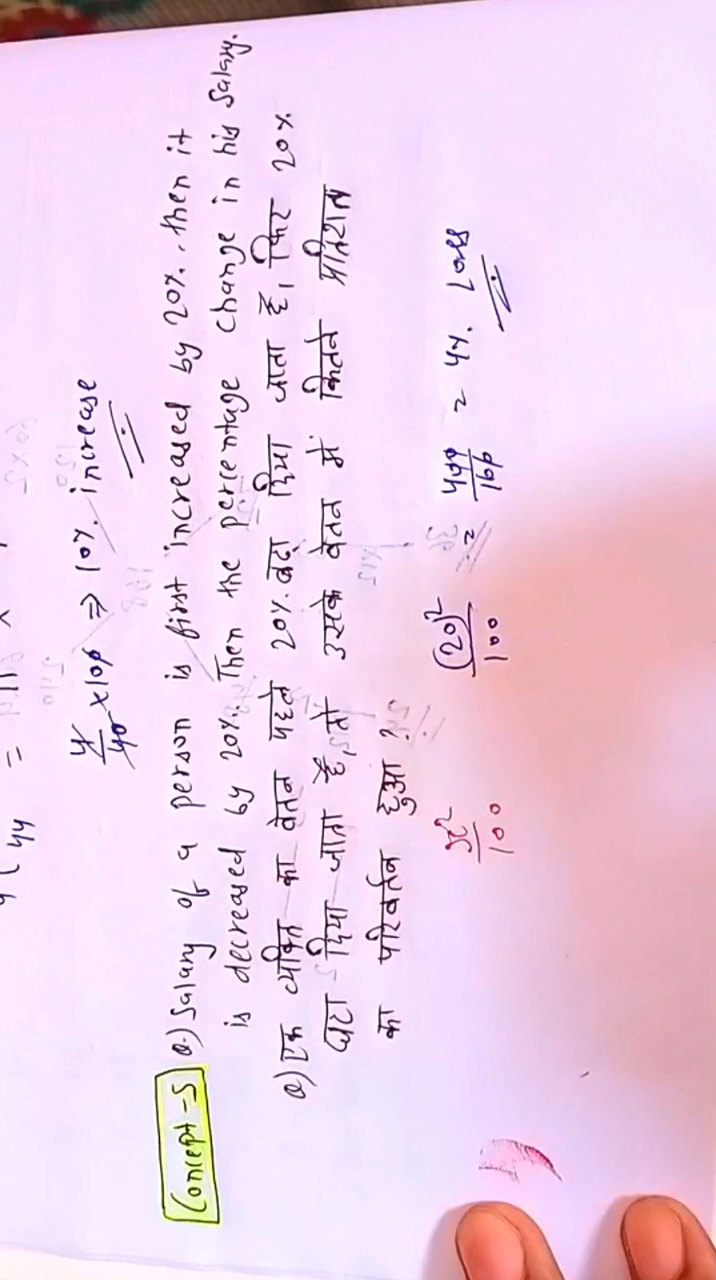 4 ) 44 =
4/40 × 100 ⇒ 10%. increase
Concept - 5 Q.) Salary of a person is first increased by 20%. then it
is decreased by 20%. Then the percentage change in his salary.
Q) एक व्यक्ति का वेतन पहले 20%. बढ़ा दिया जाता है, फिर 20%
घटा दिया जाता है, तो उसके वेतन में कितने प्रतिशत
का परिवर्तन हुआ ?
x²/100 (20)²/100 = 400/100 = 4%. Loss